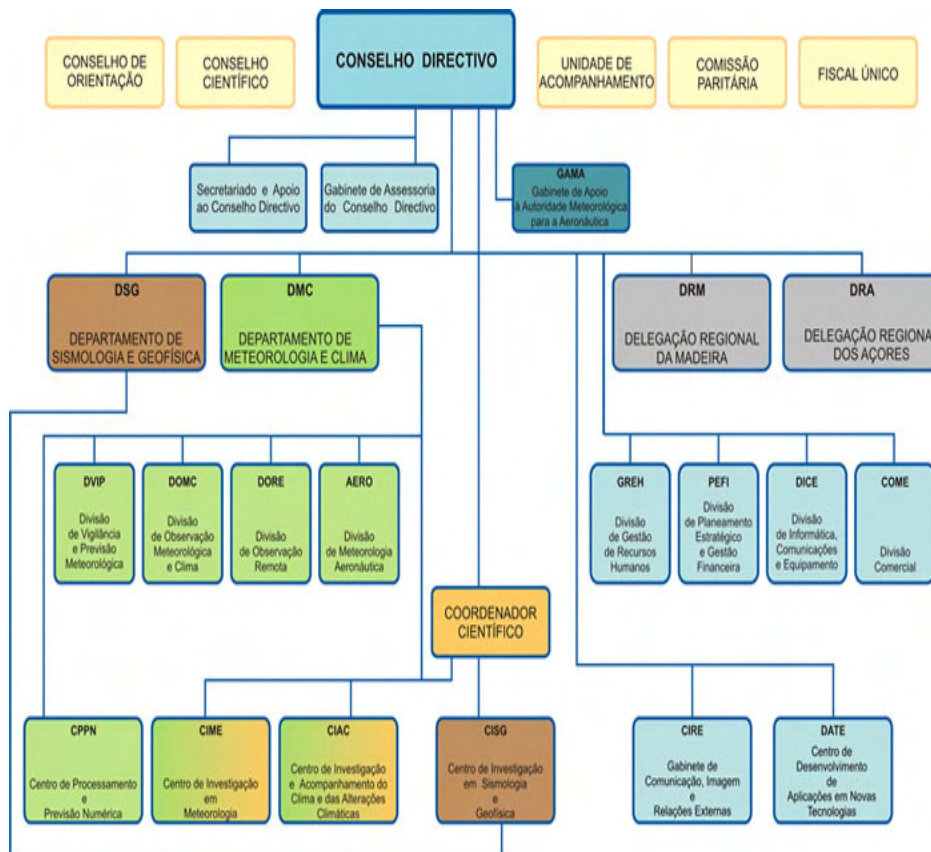 CONSELHO DE
ORIENTAÇÃO
CONSELHO
CIENTÍFICO
CONSELHO DIRECTIVO
UNIDADE DE
ACOMPANHAMENTO
COMISSÃO
PARITÁRIA
FISCAL ÚNICO
Secretariado e Apoio
ao Conselho Directivo
Gabinete de Assessoria
do Conselho Directivo
GAMA
Gabinete de Apoio
à Autoridade Meteorológica
para a Aeronáutica
DSG
DEPARTAMENTO DE
SISMOLOGIA E GEOFÍSICA
DMC
DEPARTAMENTO DE
METEOROLOGIA E CLIMA
DRM
DELEGAÇÃO REGIONAL
DA MADEIRA
DRA
DELEGAÇÃO REGIONA
DOS AÇORES
DVIP
Divisão
de Vigilância
e Previsão
Meteorológica
DOMC
Divisão
de Observação
Meteorológica
e Clima
DORE
Divisão
de Observação
Remota
AERO
Divisão
de Meteorologia
Aeronáutica
GREH
Divisão
de Gestão
de Recursos
Humanos
PEFI
Divisão
de Planeamento
Estratégico
e Gestão
Financeira
DICE
Divisão
de Informática,
Comunicações
e Equipamento
COME
Divisão
Comercial
COORDENADOR
CIENTÍFICO
CPPN
Centro de Processamento
e
Previsão Numérica
CIME
Centro de Investigação
em
Meteorologia
CIAC
Centro de Investigação
e Acompanhamento do
Clima e das Alterações
Climáticas
CISG
Centro de Investigação
em Sismologia
e
Geofísica
CIRE
Gabinete de
Comunicação, Imagem
e
Relações Externas
DATE
Centro de
Desenvolvimento
de
Aplicações em Novas
Tecnologias